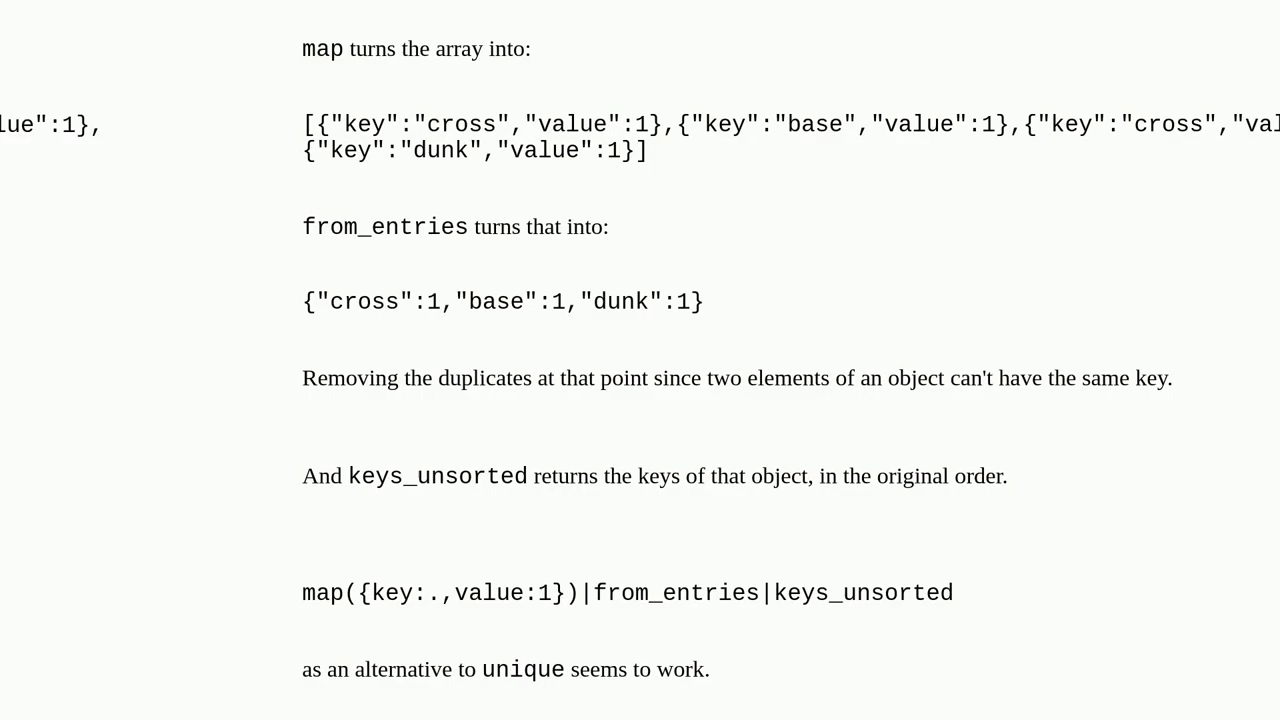 map turns the array into:
lue":1},
[{"key":"cross","value":1},{"key":"base","value":1},{"key":"cross","val
{"key":"dunk","value":1}]
from_entries turns that into:
{"cross":1,"base":1,"dunk":1}
Removing the duplicates at that point since two elements of an object can't have the same key.
And keys_unsorted returns the keys of that object, in the original order.
map({key:.,value:1})|from_entries|keys_unsorted
as an alternative to unique seems to work.